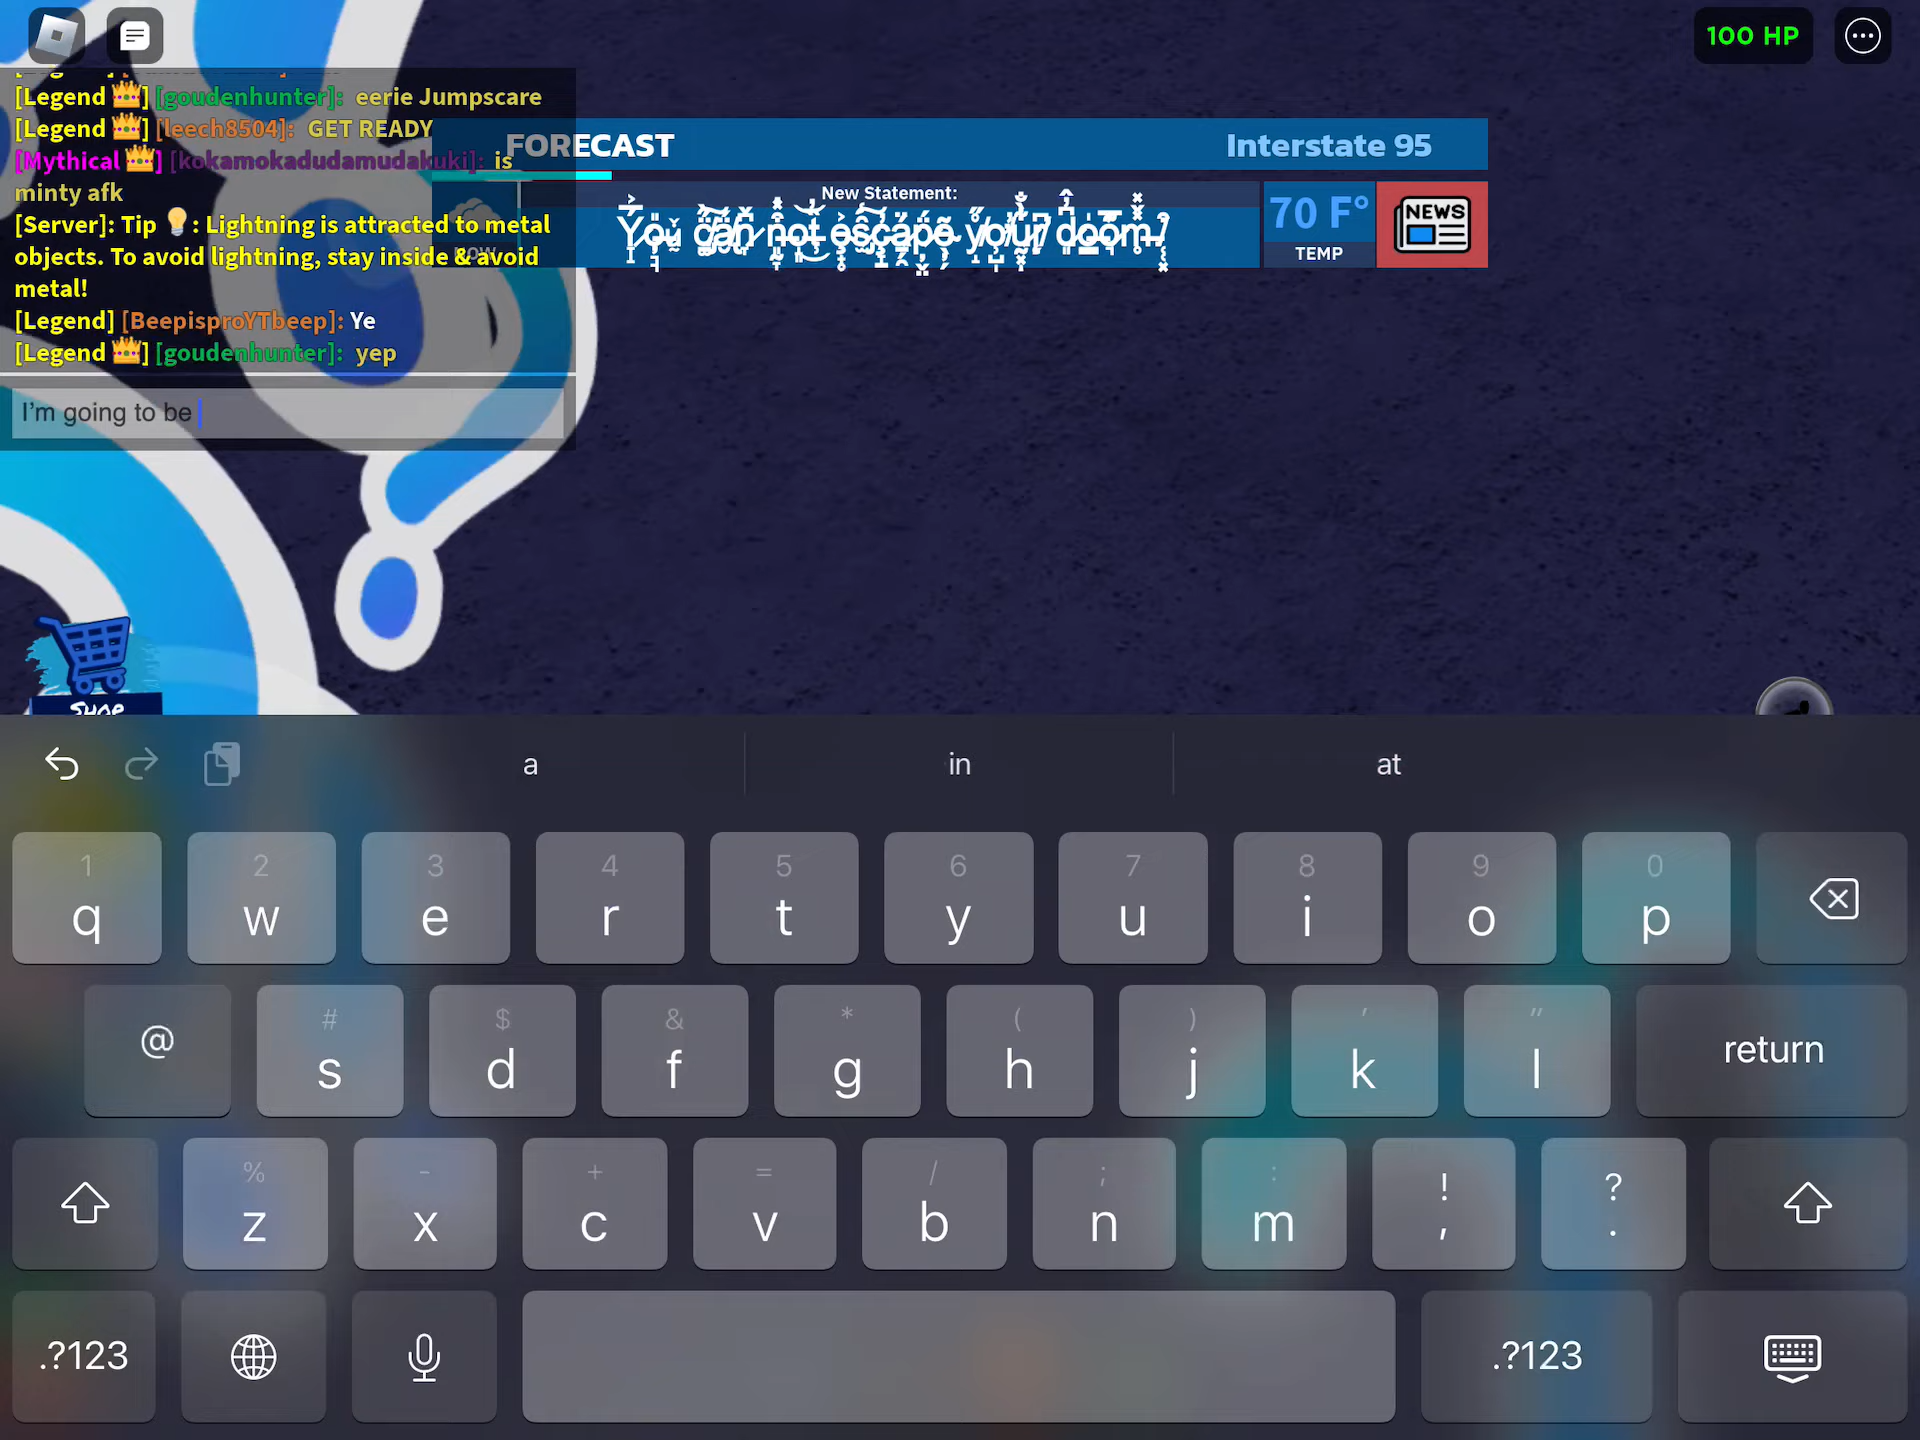 100 HP
[Legend 👑] [goudenhunter]: eerie Jumpscare
[Legend 👑] [leech8504]: GET READY
[Mythical 👑] [kokamokadudamudakuki]: is
minty afk
[Server]: Tip 💡: Lightning is attracted to metal
objects. To avoid lightning, stay inside & avoid
metal!
[Legend] [BeepisproYTbeep]: Ye
[Legend 👑] [goudenhunter]: yep
I'm going to be
FORECAST
Interstate 95
NOW
New Statement:
You can not escape your doom.
70 F°
TEMP
NEWS
SHOP
a in at
1 2 3 4 5 6 7 8 9 0
q w e r t y u i o p
# $ & * ( ) ' "
@ s d f g h j k l return
% - + = / ; : ! ?
z x c v b n m , .
.?123 .?123